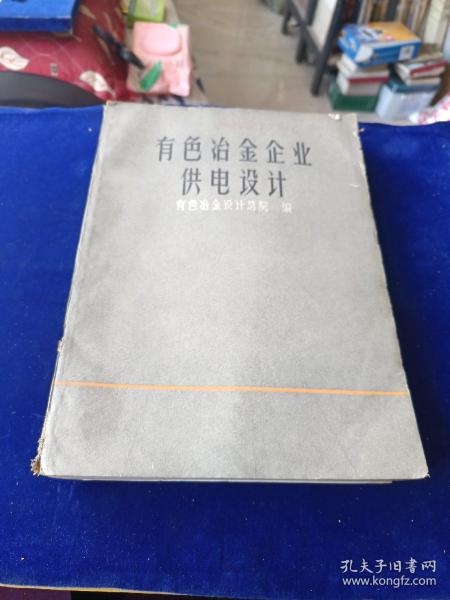 有色冶金企业
供电设计
有色冶金设计总院 编
孔夫子旧书网
www.kongfz.com